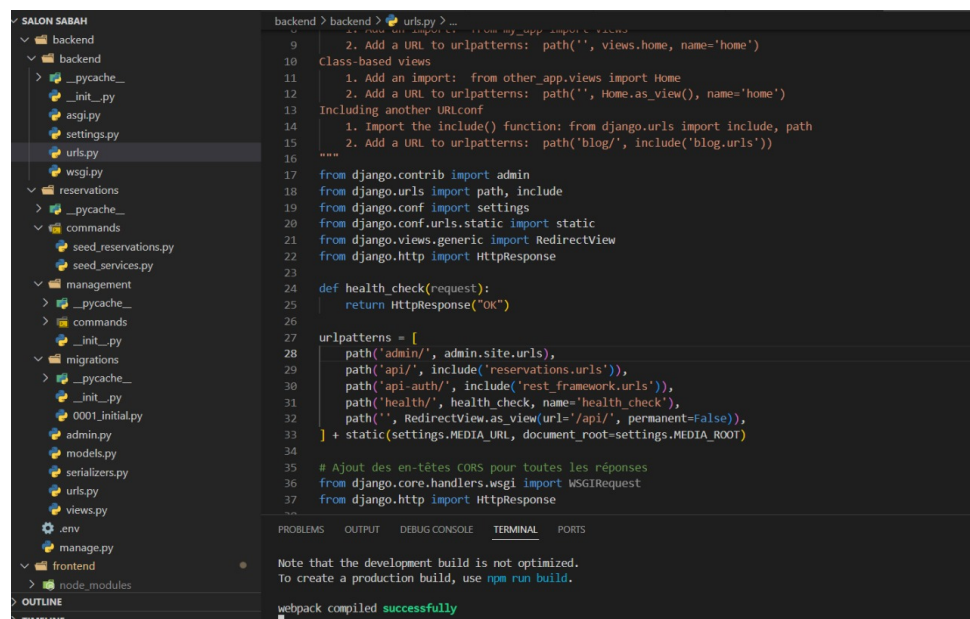 SALON SABAH
backend
backend
__pycache__
__init__.py
asgi.py
settings.py
urls.py
wsgi.py
reservations
__pycache__
commands
seed_reservations.py
seed_services.py
management
__pycache__
commands
__init__.py
migrations
__pycache__
__init__.py
0001_initial.py
admin.py
models.py
serializers.py
urls.py
views.py
.env
manage.py
frontend
node_modules
OUTLINE
TIMELINE
backend > backend > urls.py > ...
8 1. Add an import: from my_app import views
9 2. Add a URL to urlpatterns: path('', views.home, name='home')
10 Class-based views
11 1. Add an import: from other_app.views import Home
12 2. Add a URL to urlpatterns: path('', Home.as_view(), name='home')
13 Including another URLconf
14 1. Import the include() function: from django.urls import include, path
15 2. Add a URL to urlpatterns: path('blog/', include('blog.urls'))
16 """
17 from django.contrib import admin
18 from django.urls import path, include
19 from django.conf import settings
20 from django.conf.urls.static import static
21 from django.views.generic import RedirectView
22 from django.http import HttpResponse
23
24 def health_check(request):
25 return HttpResponse("OK")
26
27 urlpatterns = [
28 path('admin/', admin.site.urls),
29 path('api/', include('reservations.urls')),
30 path('api-auth/', include('rest_framework.urls')),
31 path('health/', health_check, name='health_check'),
32 path('', RedirectView.as_view(url='/api/', permanent=False)),
33 ] + static(settings.MEDIA_URL, document_root=settings.MEDIA_ROOT)
34
35 # Ajout des en-têtes CORS pour toutes les réponses
36 from django.core.handlers.wsgi import WSGIRequest
37 from django.http import HttpResponse
PROBLEMS OUTPUT DEBUG CONSOLE TERMINAL PORTS
Note that the development build is not optimized.
To create a production build, use npm run build.
webpack compiled successfully